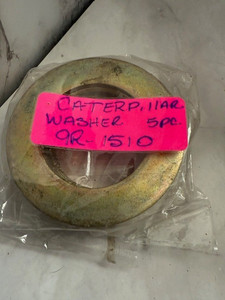 CATERPillAR
WASHER 5pc.
9R-1510